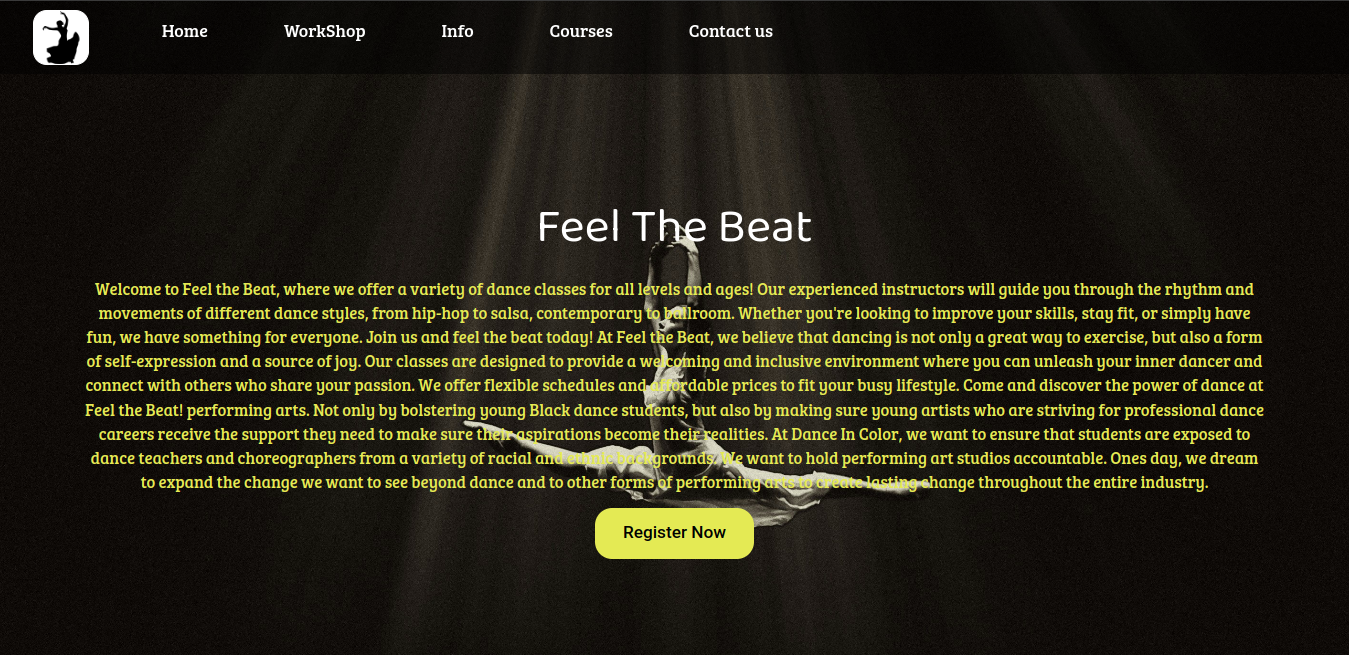 Home WorkShop Info Courses Contact us
Feel The Beat
Welcome to Feel the Beat, where we offer a variety of dance classes for all levels and ages! Our experienced instructors will guide you through the rhythm and
movements of different dance styles, from hip-hop to salsa, contemporary to ballroom. Whether you're looking to improve your skills, stay fit, or simply have
fun, we have something for everyone. Join us and feel the beat today! At Feel the Beat, we believe that dancing is not only a great way to exercise, but also a form
of self-expression and a source of joy. Our classes are designed to provide a welcoming and inclusive environment where you can unleash your inner dancer and
connect with others who share your passion. We offer flexible schedules and affordable prices to fit your busy lifestyle. Come and discover the power of dance at
Feel the Beat! performing arts. Not only by bolstering young Black dance students, but also by making sure young artists who are striving for professional dance
careers receive the support they need to make sure their aspirations become their realities. At Dance In Color, we want to ensure that students are exposed to
dance teachers and choreographers from a variety of racial and ethnic backgrounds. We want to hold performing art studios accountable. Ones day, we dream
to expand the change we want to see beyond dance and to other forms of performing arts to create lasting change throughout the entire industry.
Register Now